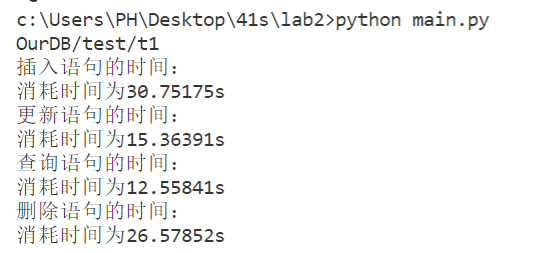 c:\Users\PH\Desktop\41s\lab2>python main.py
OurDB/test/t1
插入语句的时间：
消耗时间为30.75175s
更新语句的时间：
消耗时间为15.36391s
查询语句的时间：
消耗时间为12.55841s
删除语句的时间：
消耗时间为26.57852s